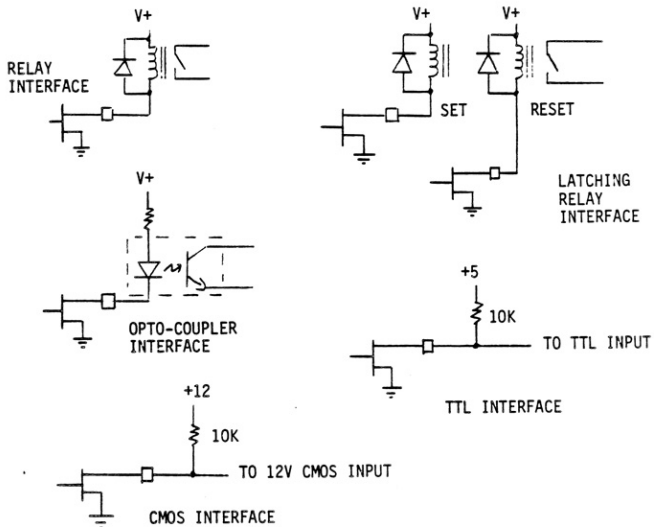 V+
RELAY
INTERFACE
V+
V+
SET
RESET
LATCHING
RELAY
INTERFACE
V+
OPTO-COUPLER
INTERFACE
+5
10K
TO TTL INPUT
TTL INTERFACE
+12
10K
TO 12V CMOS INPUT
CMOS INTERFACE